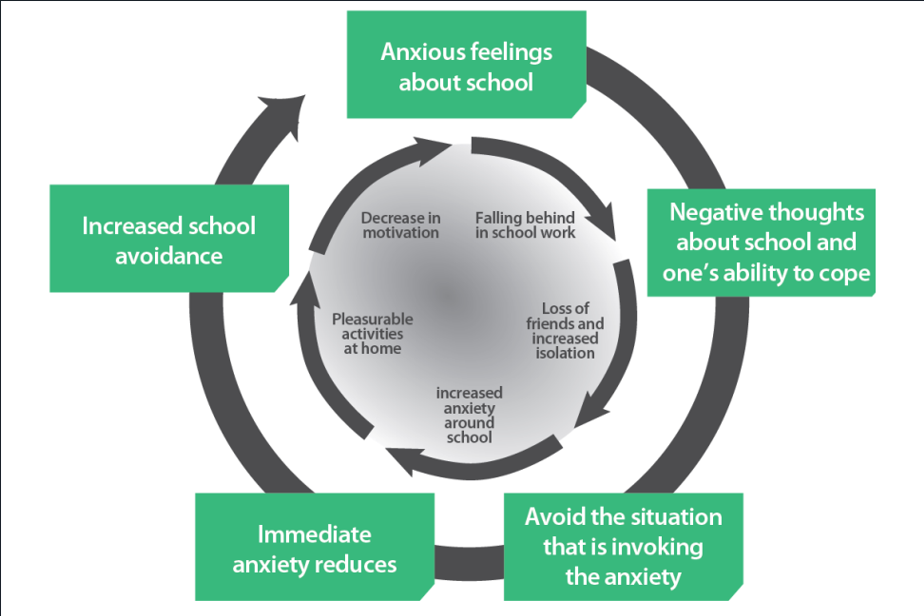 Anxious feelings
about school
Negative thoughts
about school and
one's ability to cope
Avoid the situation
that is invoking
the anxiety
Immediate
anxiety reduces
Increased school
avoidance
Decrease in
motivation
Falling behind
in school work
Loss of
friends and
increased
isolation
increased
anxiety
around
school
Pleasurable
activities
at home